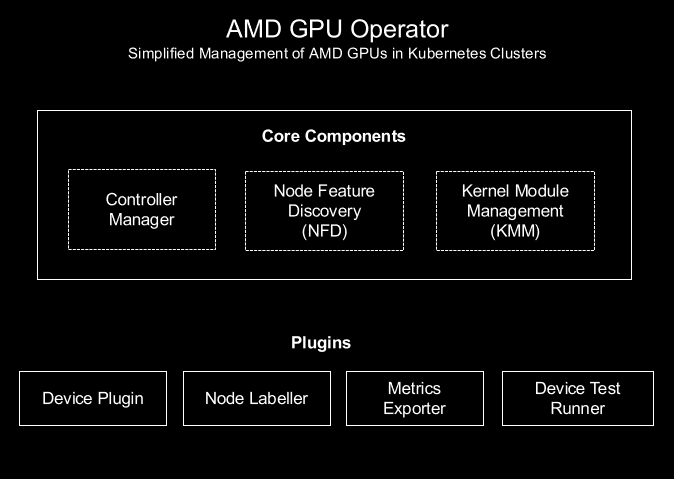 AMD GPU Operator
Simplified Management of AMD GPUs in Kubernetes Clusters
Core Components
Controller
Manager
Node Feature
Discovery
(NFD)
Kernel Module
Management
(KMM)
Plugins
Device Plugin
Node Labeller
Metrics
Exporter
Device Test
Runner